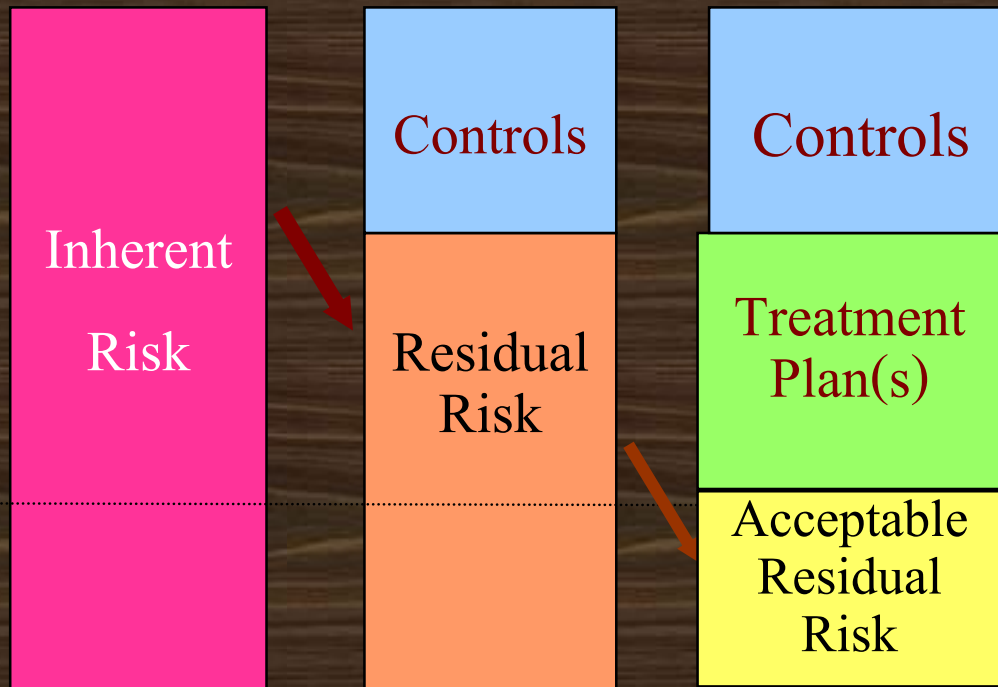 Inherent
Risk
Controls
Residual
Risk
Controls
Treatment
Plan(s)
Acceptable
Residual
Risk